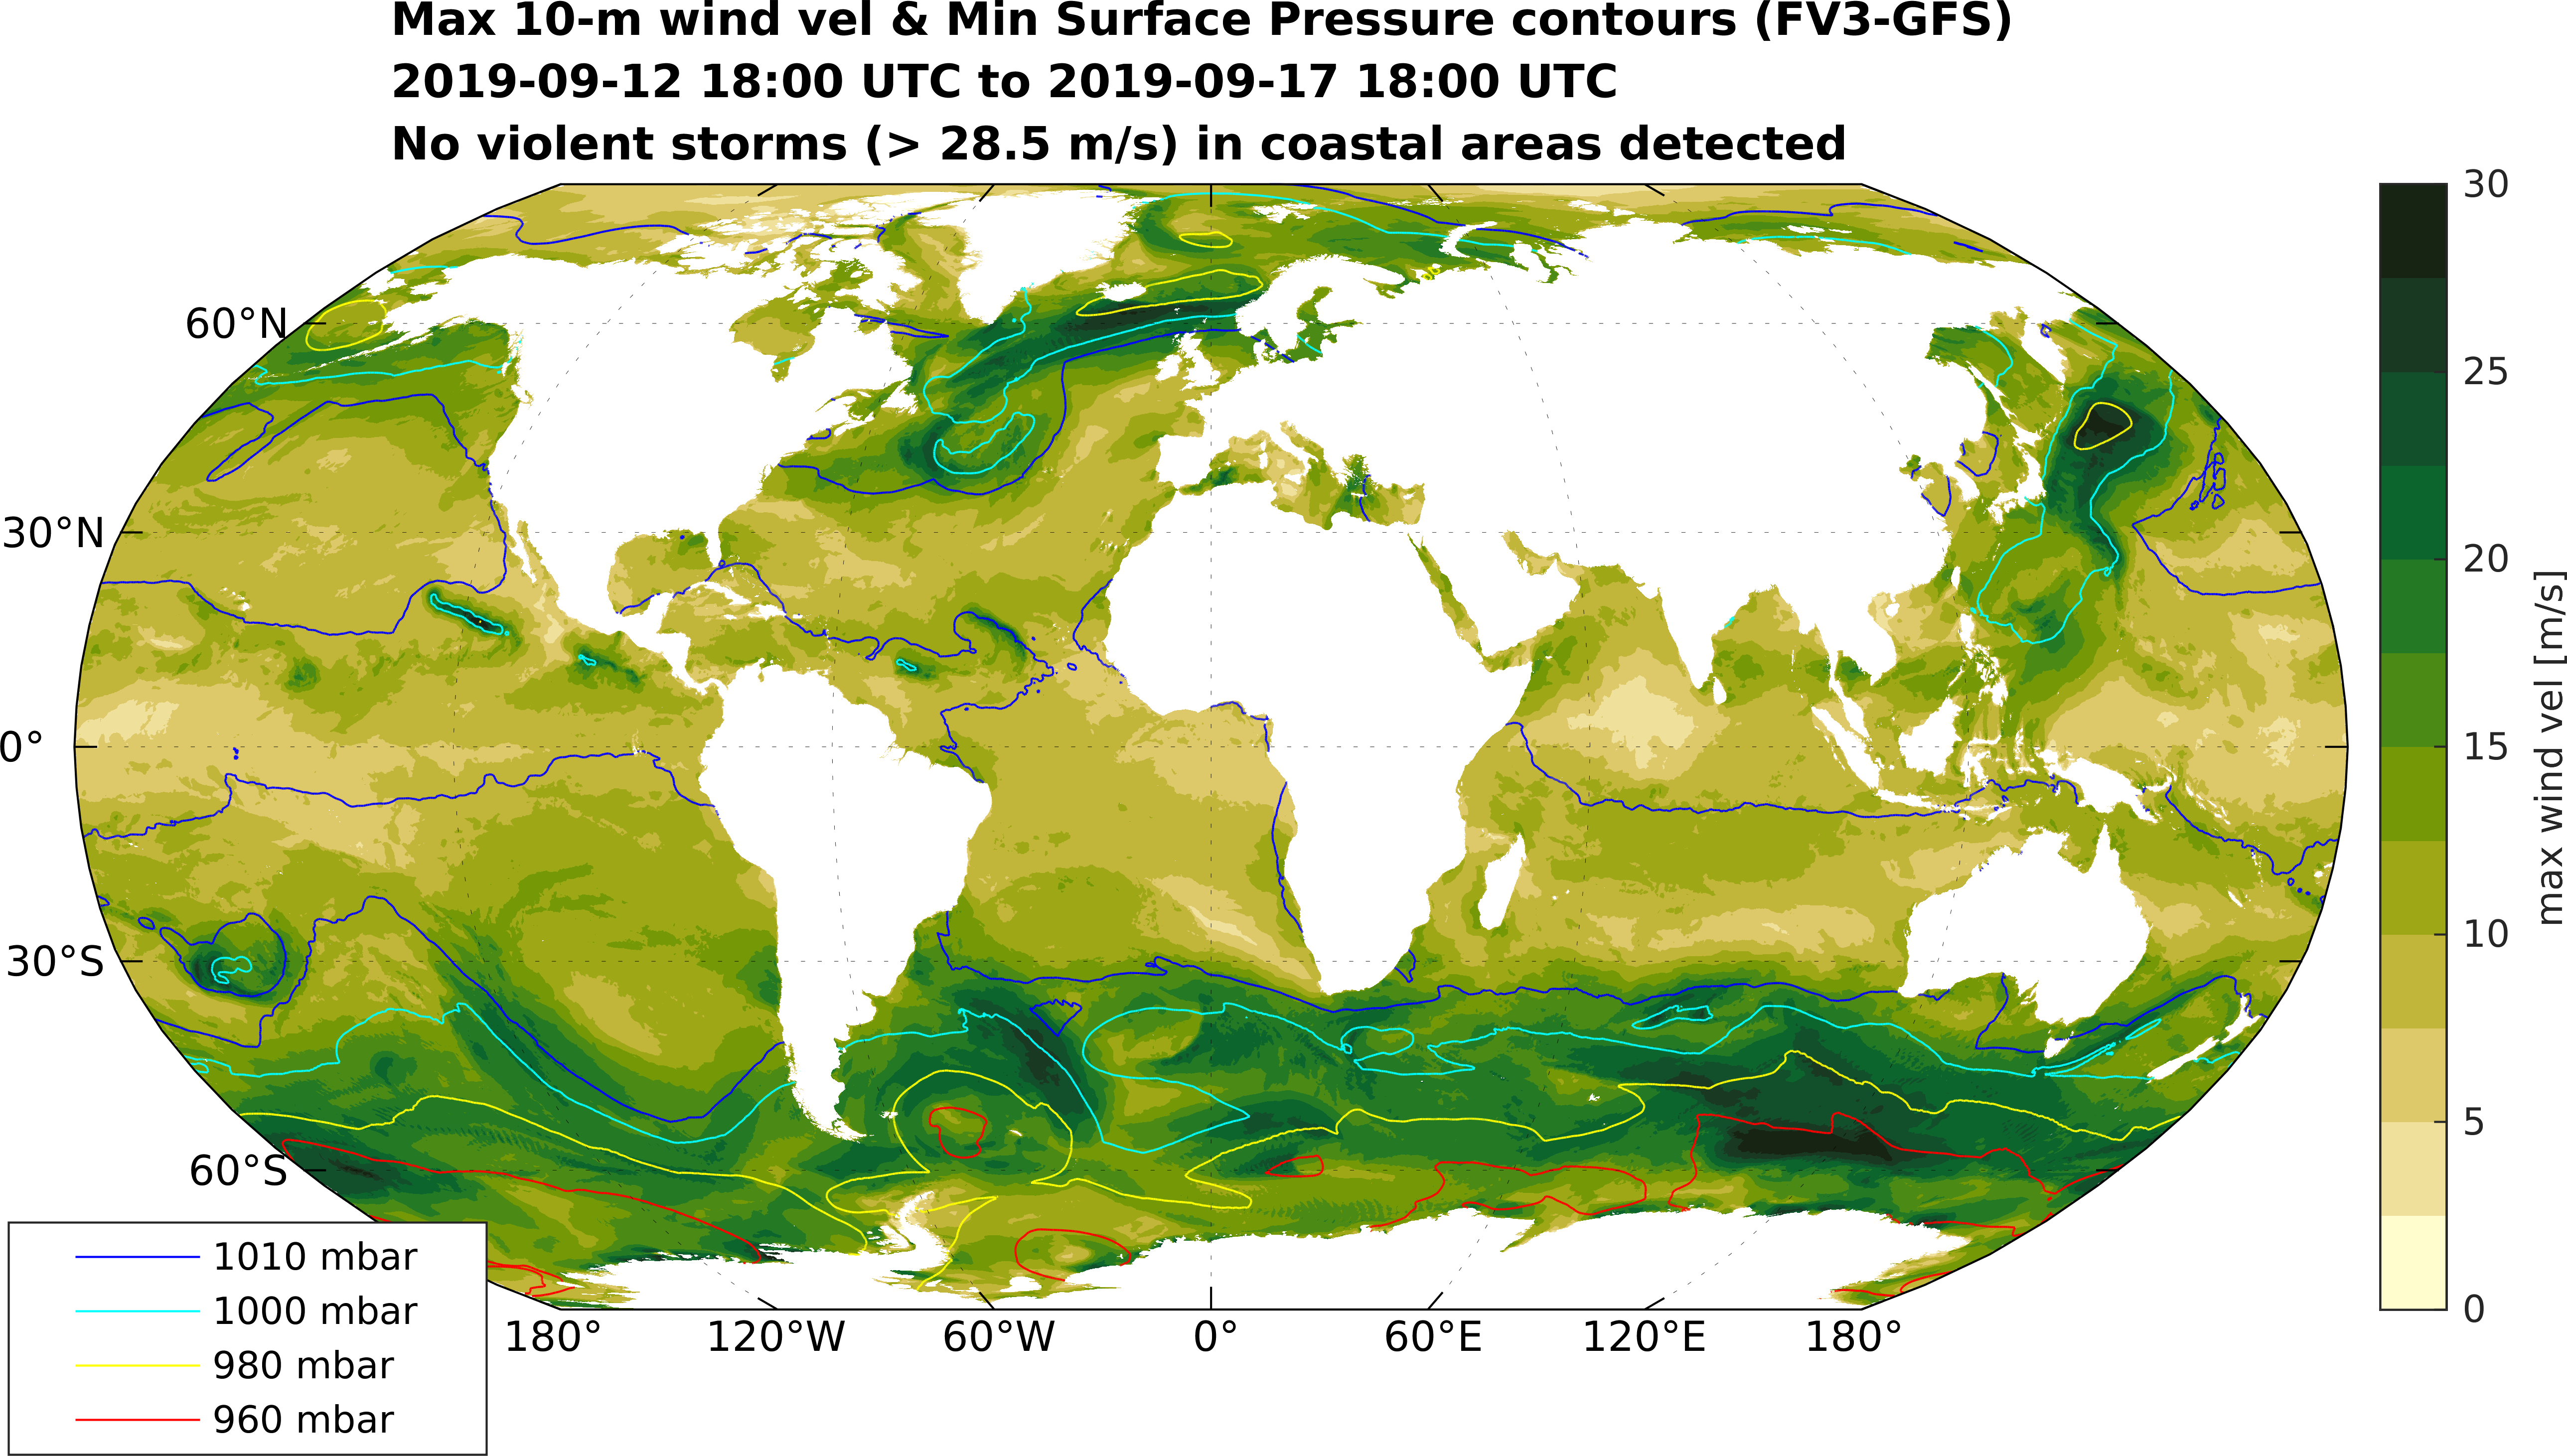 Max 10-m wind vel & Min Surface Pressure contours (FV3-GFS)
2019-09-12 18:00 UTC to 2019-09-17 18:00 UTC
No violent storms (> 28.5 m/s) in coastal areas detected
60°N
30°N
0°
30°S
60°S
180°
120°W
60°W
0°
60°E
120°E
180°
1010 mbar
1000 mbar
980 mbar
960 mbar
30
25
20
15
10
5
0
max wind vel [m/s]